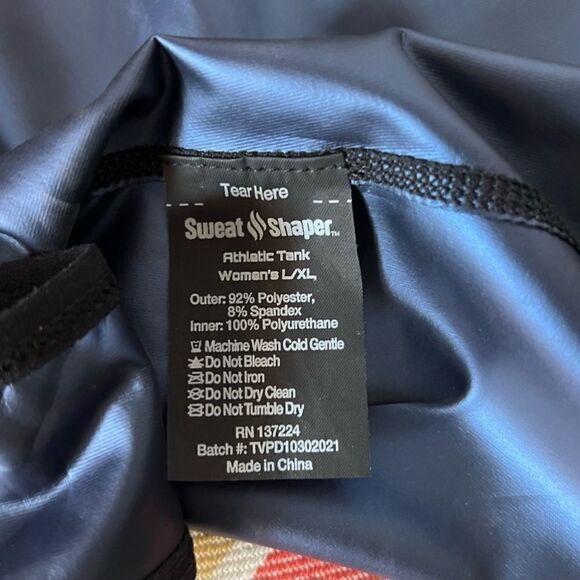 Tear Here
Sweat Shaper™
Athletic Tank
Women's L/XL
Outer: 92% Polyester,
8% Spandex
Inner: 100% Polyurethane
Machine Wash Cold Gentle
Do Not Bleach
Do Not Iron
Do Not Dry Clean
Do Not Tumble Dry
RN 137224
Batch #: TVPD10302021
Made in China